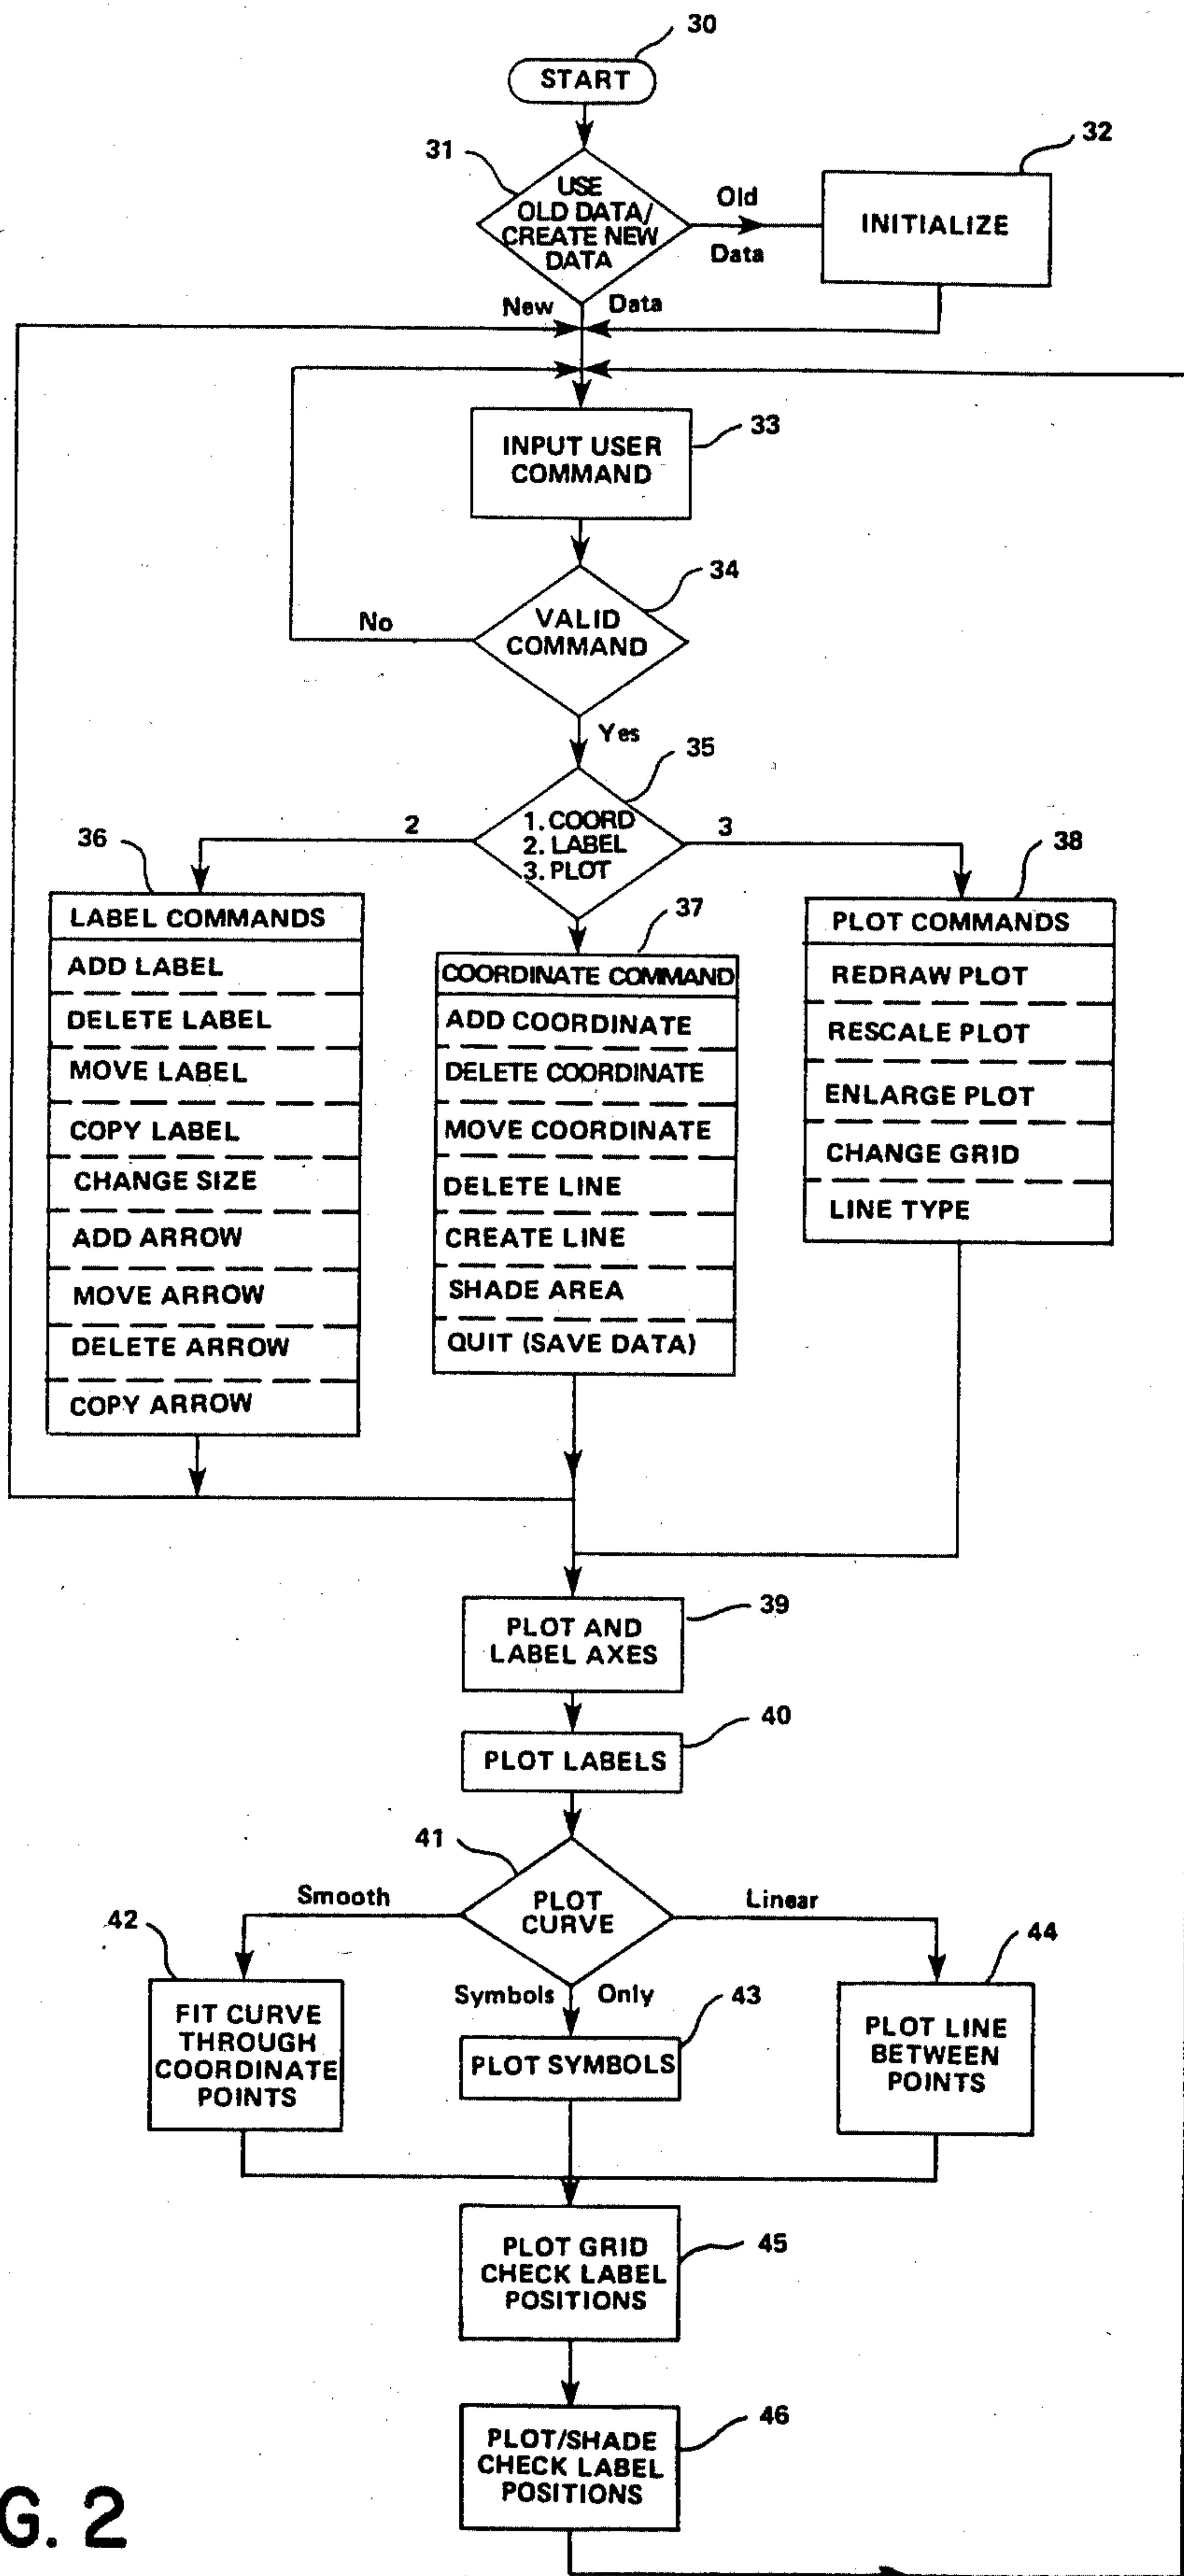 30
START
31
USE
OLD DATA/
CREATE NEW
DATA
Old
Data
32
INITIALIZE
New Data
INPUT USER
COMMAND
33
34
VALID
COMMAND
No
Yes
35
1. COORD
2. LABEL
3. PLOT
2
3
36
LABEL COMMANDS
ADD LABEL
DELETE LABEL
MOVE LABEL
COPY LABEL
CHANGE SIZE
ADD ARROW
MOVE ARROW
DELETE ARROW
COPY ARROW
37
COORDINATE COMMAND
ADD COORDINATE
DELETE COORDINATE
MOVE COORDINATE
DELETE LINE
CREATE LINE
SHADE AREA
QUIT (SAVE DATA)
38
PLOT COMMANDS
REDRAW PLOT
RESCALE PLOT
ENLARGE PLOT
CHANGE GRID
LINE TYPE
39
PLOT AND
LABEL AXES
40
PLOT LABELS
41
PLOT
CURVE
Smooth
Linear
Symbols Only
42
FIT CURVE
THROUGH
COORDINATE
POINTS
43
PLOT SYMBOLS
44
PLOT LINE
BETWEEN
POINTS
PLOT GRID
CHECK LABEL
POSITIONS
45
PLOT/SHADE
CHECK LABEL
POSITIONS
46
G. 2